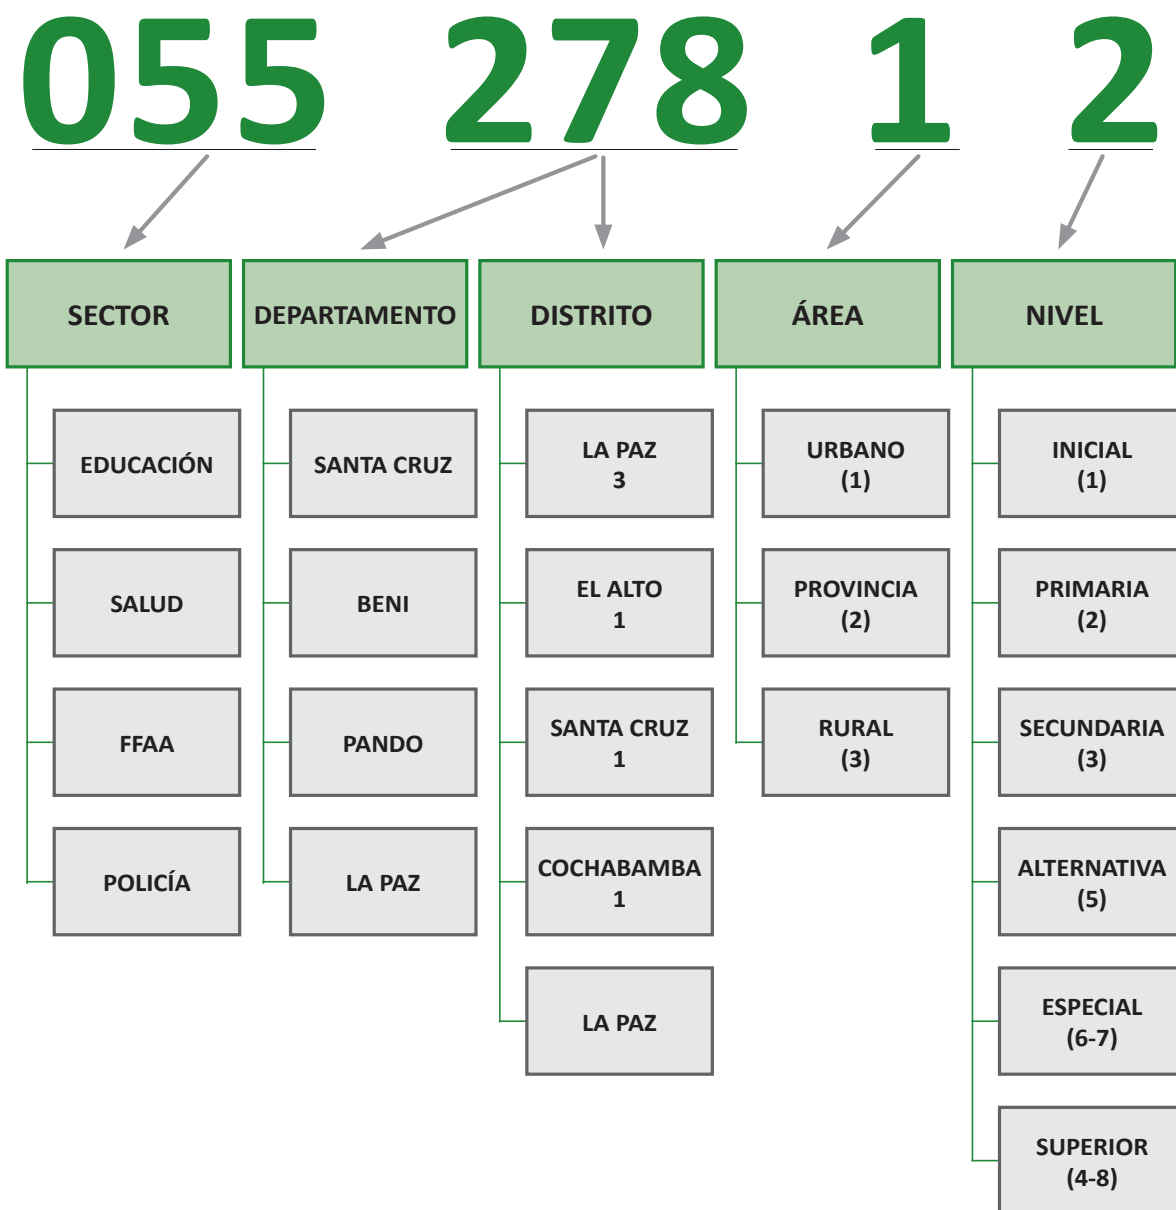 055 278 1 2
SECTOR
DEPARTAMENTO
DISTRITO
ÁREA
NIVEL
EDUCACIÓN
SALUD
FFAA
POLICÍA
SANTA CRUZ
BENI
PANDO
LA PAZ
LA PAZ
3
EL ALTO
1
SANTA CRUZ
1
COCHABAMBA
1
LA PAZ
URBANO
(1)
PROVINCIA
(2)
RURAL
(3)
INICIAL
(1)
PRIMARIA
(2)
SECUNDARIA
(3)
ALTERNATIVA
(5)
ESPECIAL
(6-7)
SUPERIOR
(4-8)